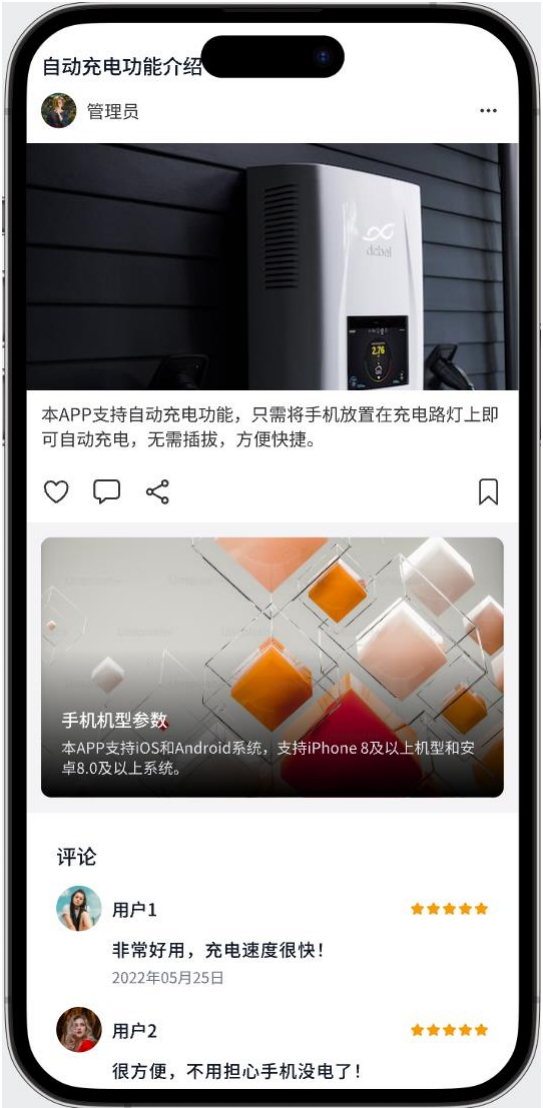 自动充电功能介绍
管理员
debel
2.76
本APP支持自动充电功能，只需将手机放置在充电路灯上即
可自动充电，无需插拔，方便快捷。
手机机型参数
本APP支持iOS和Android系统，支持iPhone 8及以上机型和安
卓8.0及以上系统。
评论
用户1
非常好用，充电速度很快！
2022年05月25日
用户2
很方便，不用担心手机没电了！